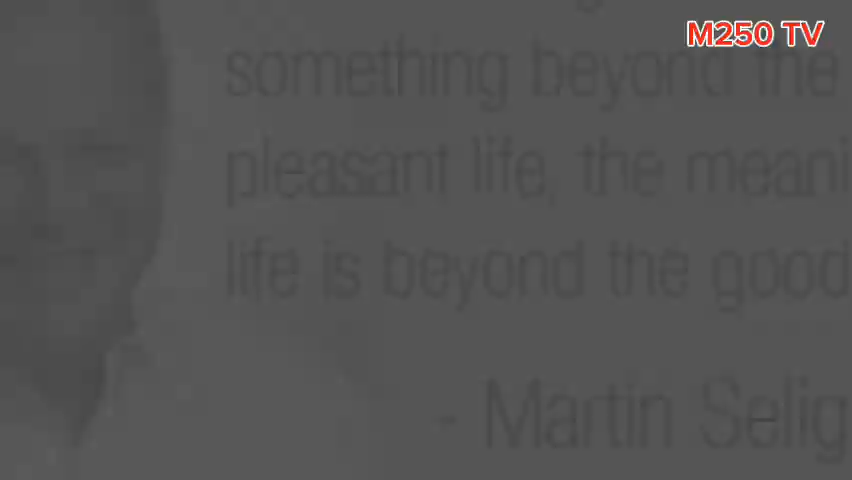 M250 TV
something beyond the
pleasant life, the meani
life is beyond the good
- Martin Selig